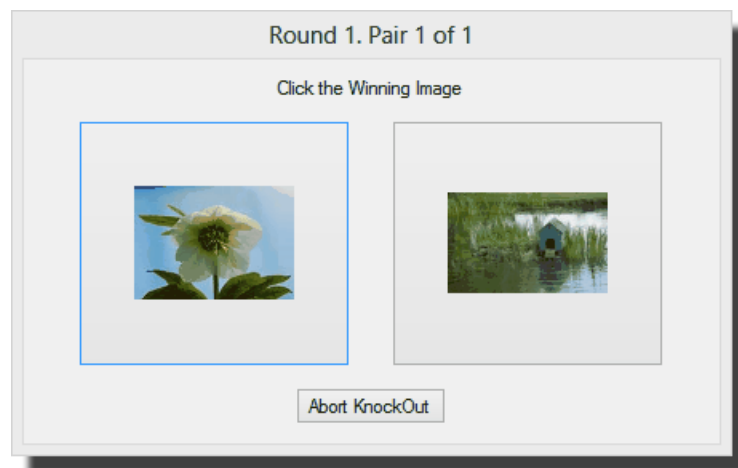 Round 1. Pair 1 of 1
Click the Winning Image
Abort KnockOut